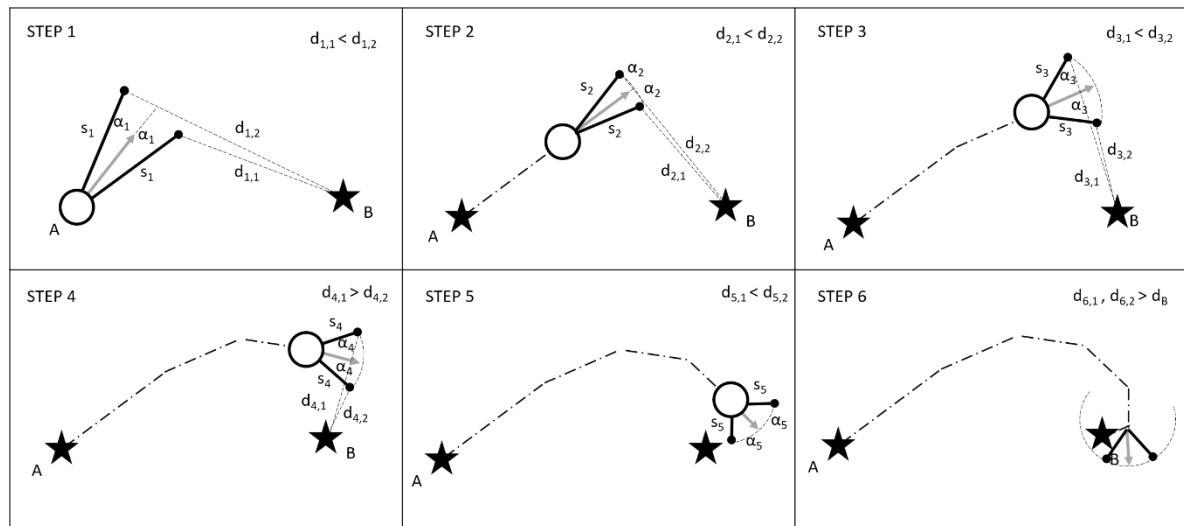 STEP 1
d1,1 < d1,2
s1
α1
α1
s1
d1,2
d1,1
A
B
STEP 2
d2,1 < d2,2
α2
s2
α2
s2
d2,2
d2,1
A
B
STEP 3
d3,1 < d3,2
s3
α3
α3
s3
d3,2
d3,1
A
B
STEP 4
d4,1 > d4,2
s4
α4
α4
s4
d4,1
d4,2
A
B
STEP 5
d5,1 < d5,2
s5
s5
α5
α5
A
STEP 6
d6,1 , d6,2 > dB
A
B